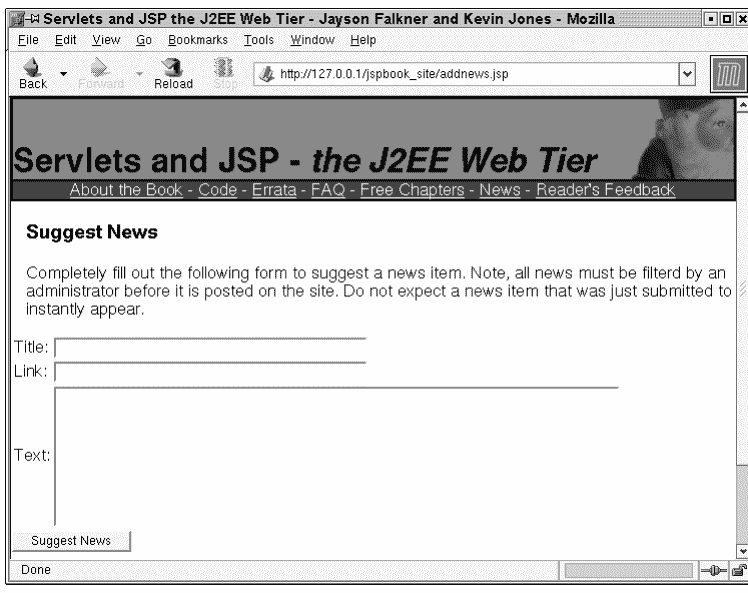 Servlets and JSP the J2EE Web Tier - Jayson Falkner and Kevin Jones - Mozilla
File Edit View Go Bookmarks Tools Window Help
Back Forward Reload Stop http://127.0.0.1/jspbook_site/addnews.jsp
Servlets and JSP - the J2EE Web Tier
About the Book - Code - Errata - FAQ - Free Chapters - News - Reader's Feedback
Suggest News
Completely fill out the following form to suggest a news item. Note, all news must be filterd by an
administrator before it is posted on the site. Do not expect a news item that was just submitted to
instantly appear.
Title:
Link:
Text:
Suggest News
Done